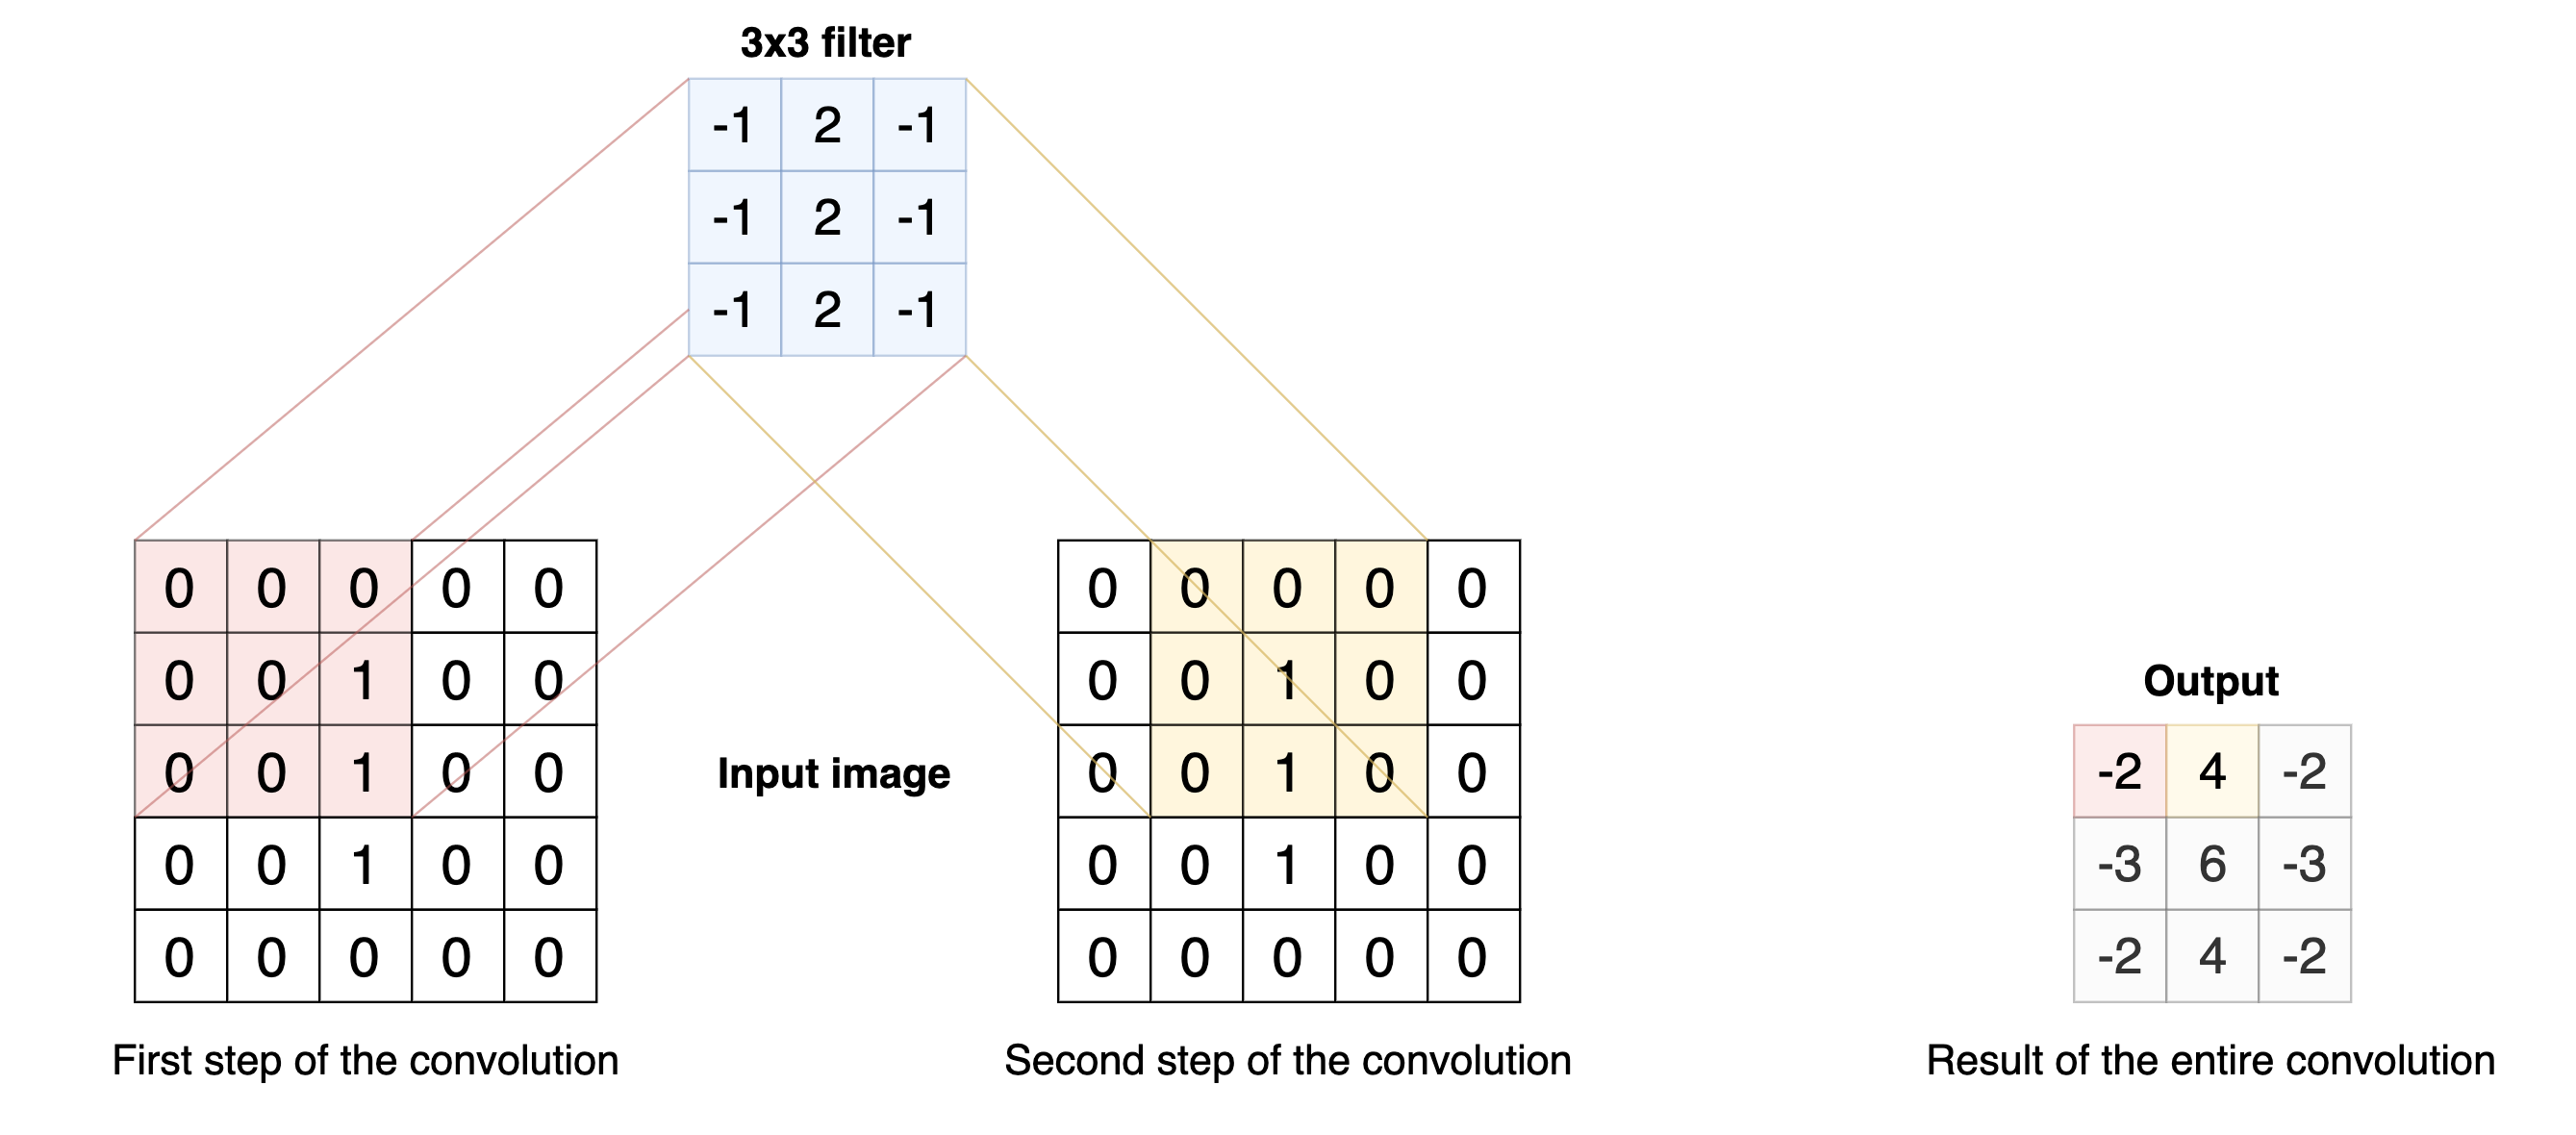 3x3 filter
-1 2 -1
-1 2 -1
-1 2 -1
0 0 0 0 0
0 0 1 0 0
0 0 1 0 0
0 0 1 0 0
0 0 0 0 0
First step of the convolution
Input image
0 0 0 0 0
0 0 1 0 0
0 0 1 0 0
0 0 1 0 0
0 0 0 0 0
Second step of the convolution
Output
-2 4 -2
-3 6 -3
-2 4 -2
Result of the entire convolution